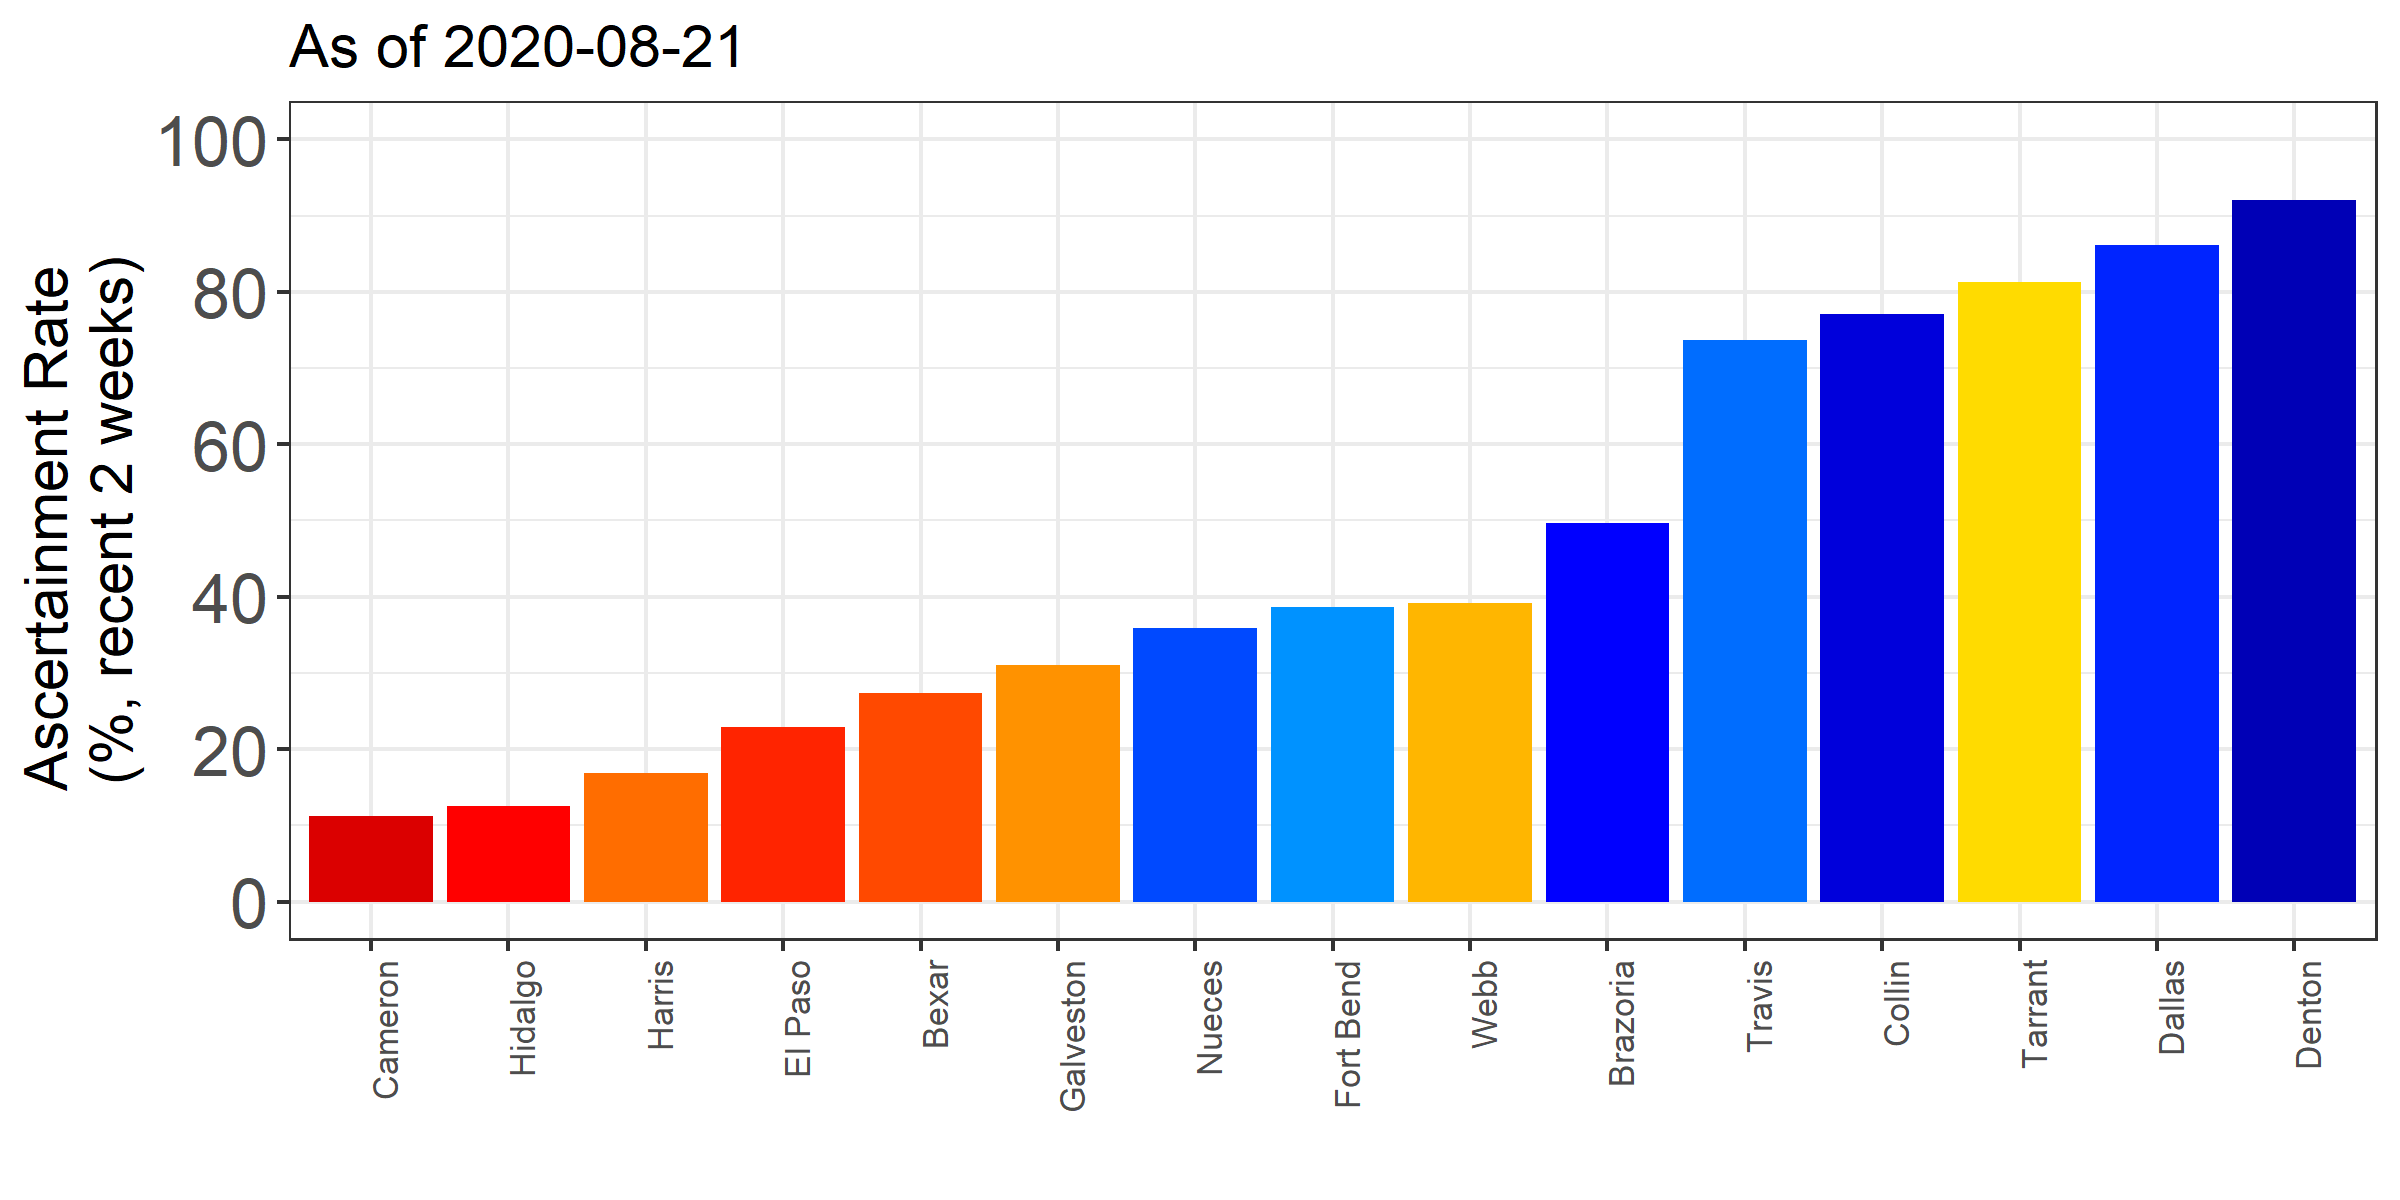 As of 2020-08-21
Ascertainment Rate
(%, recent 2 weeks)
100
80
60
40
20
0
Cameron
Hidalgo
Harris
El Paso
Bexar
Galveston
Nueces
Fort Bend
Webb
Brazoria
Travis
Collin
Tarrant
Dallas
Denton